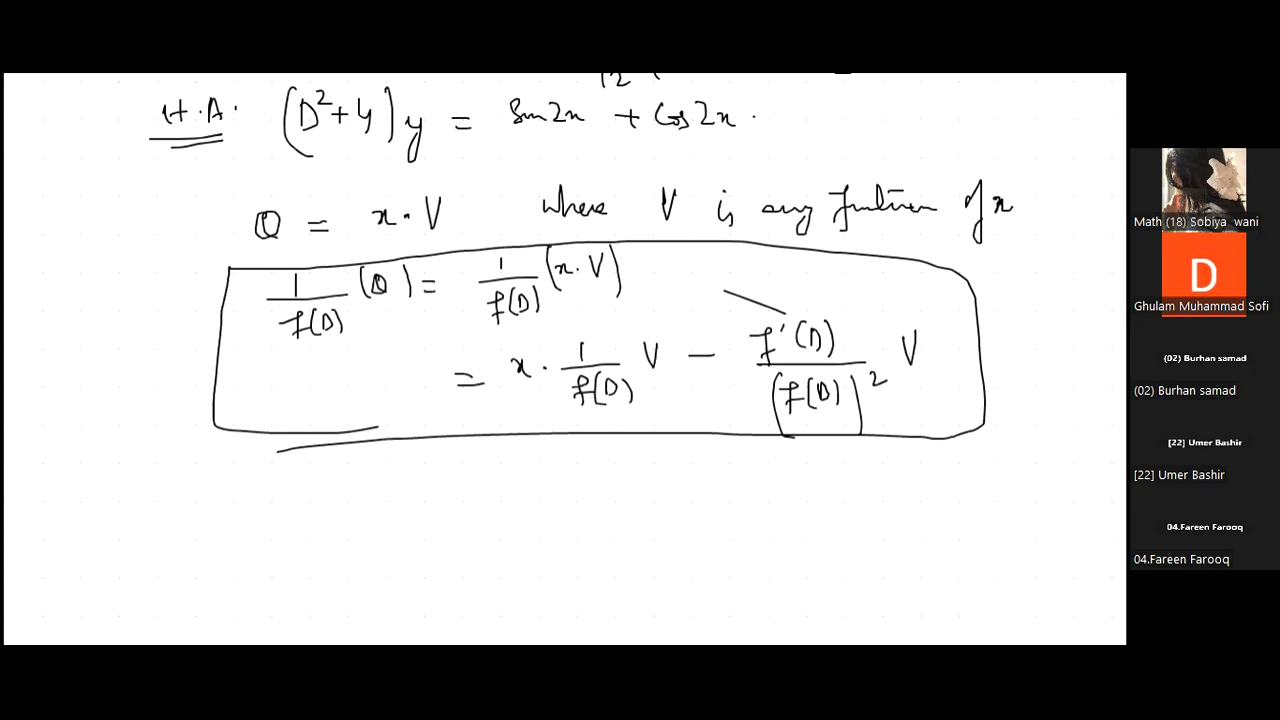 H.A. (D²+4)y = Sin2x + Cos2x.
Q = x.V where V is any function of x
1/f(D) (Q) = 1/f(D) (x.V)
= x. 1/f(D) V - f'(D)/(f(D))² V
Math (18) Sobiya wani
D
Ghulam Muhammad Sofi
(02) Burhan samad
(02) Burhan samad
[22] Umer Bashir
[22] Umer Bashir
04.Fareen Farooq
04.Fareen Farooq